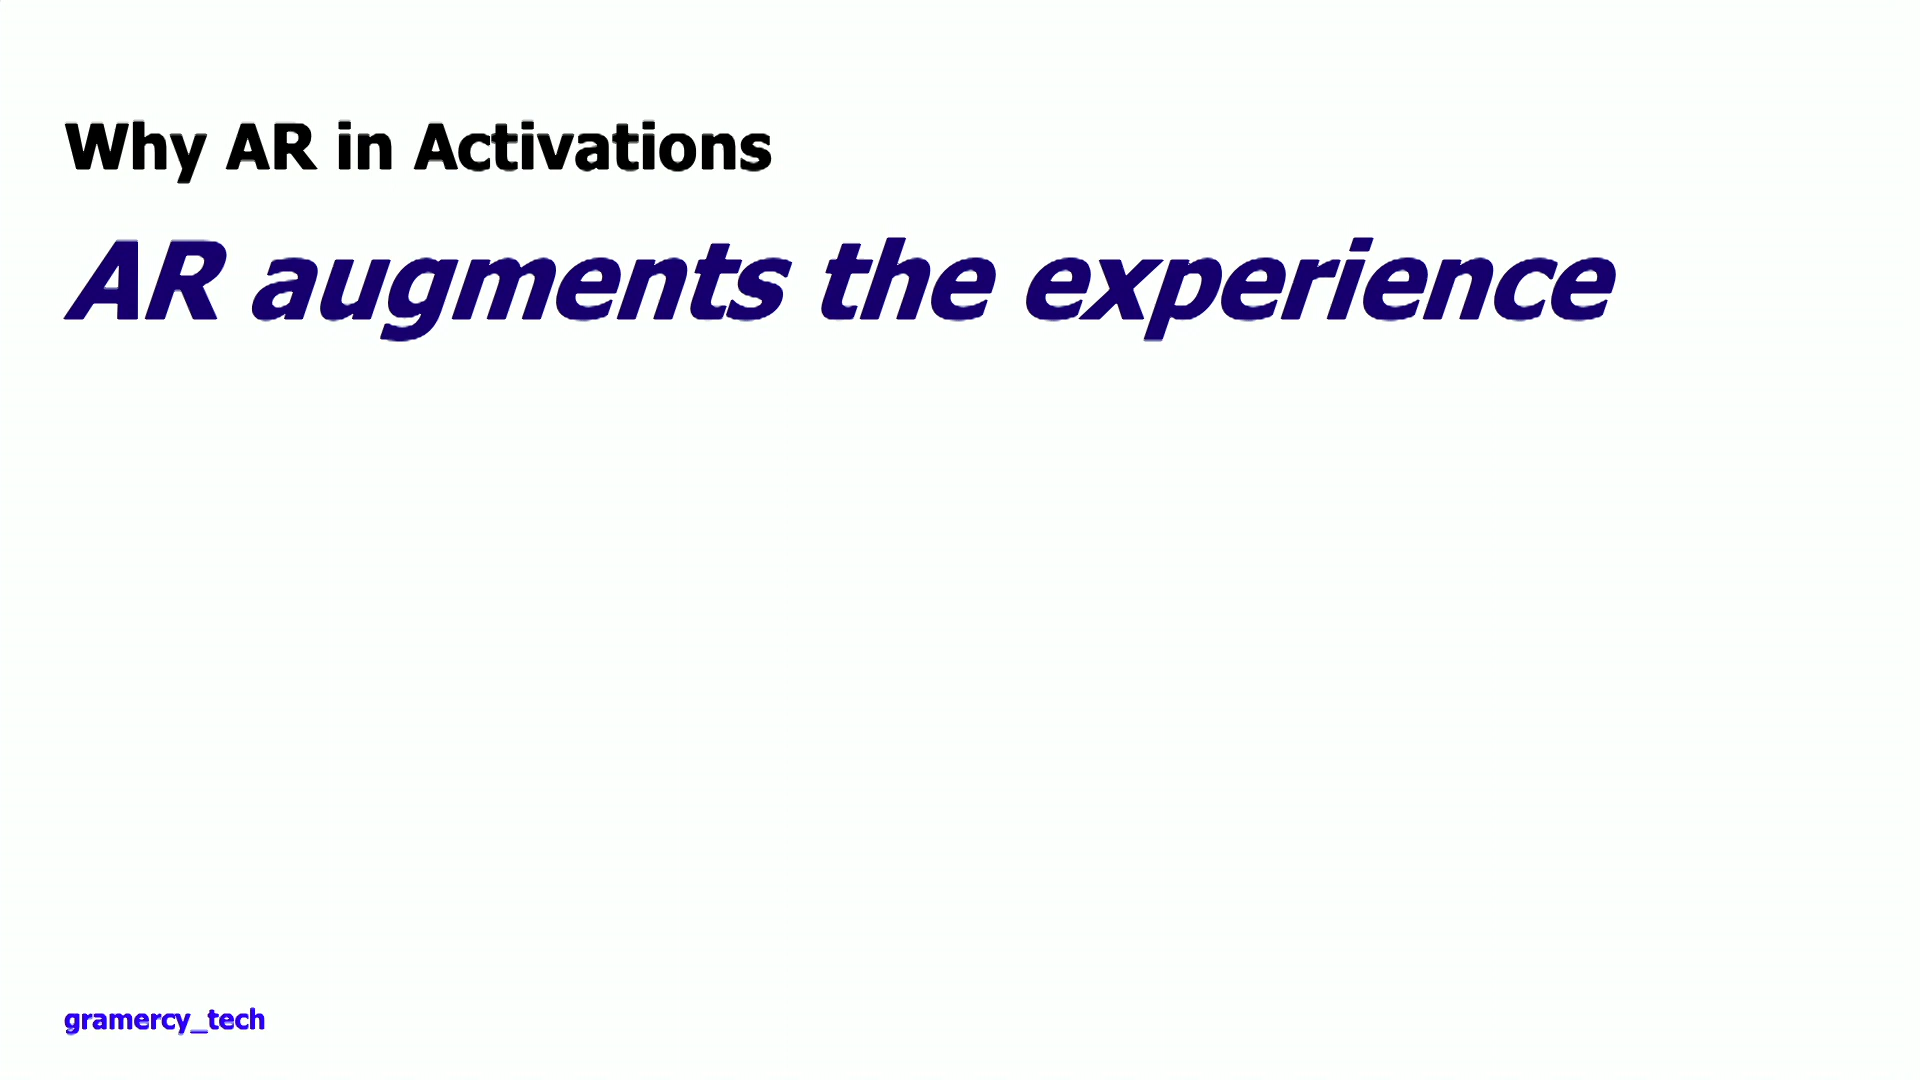 Why AR in Activations
AR augments the experience
gramercy_tech